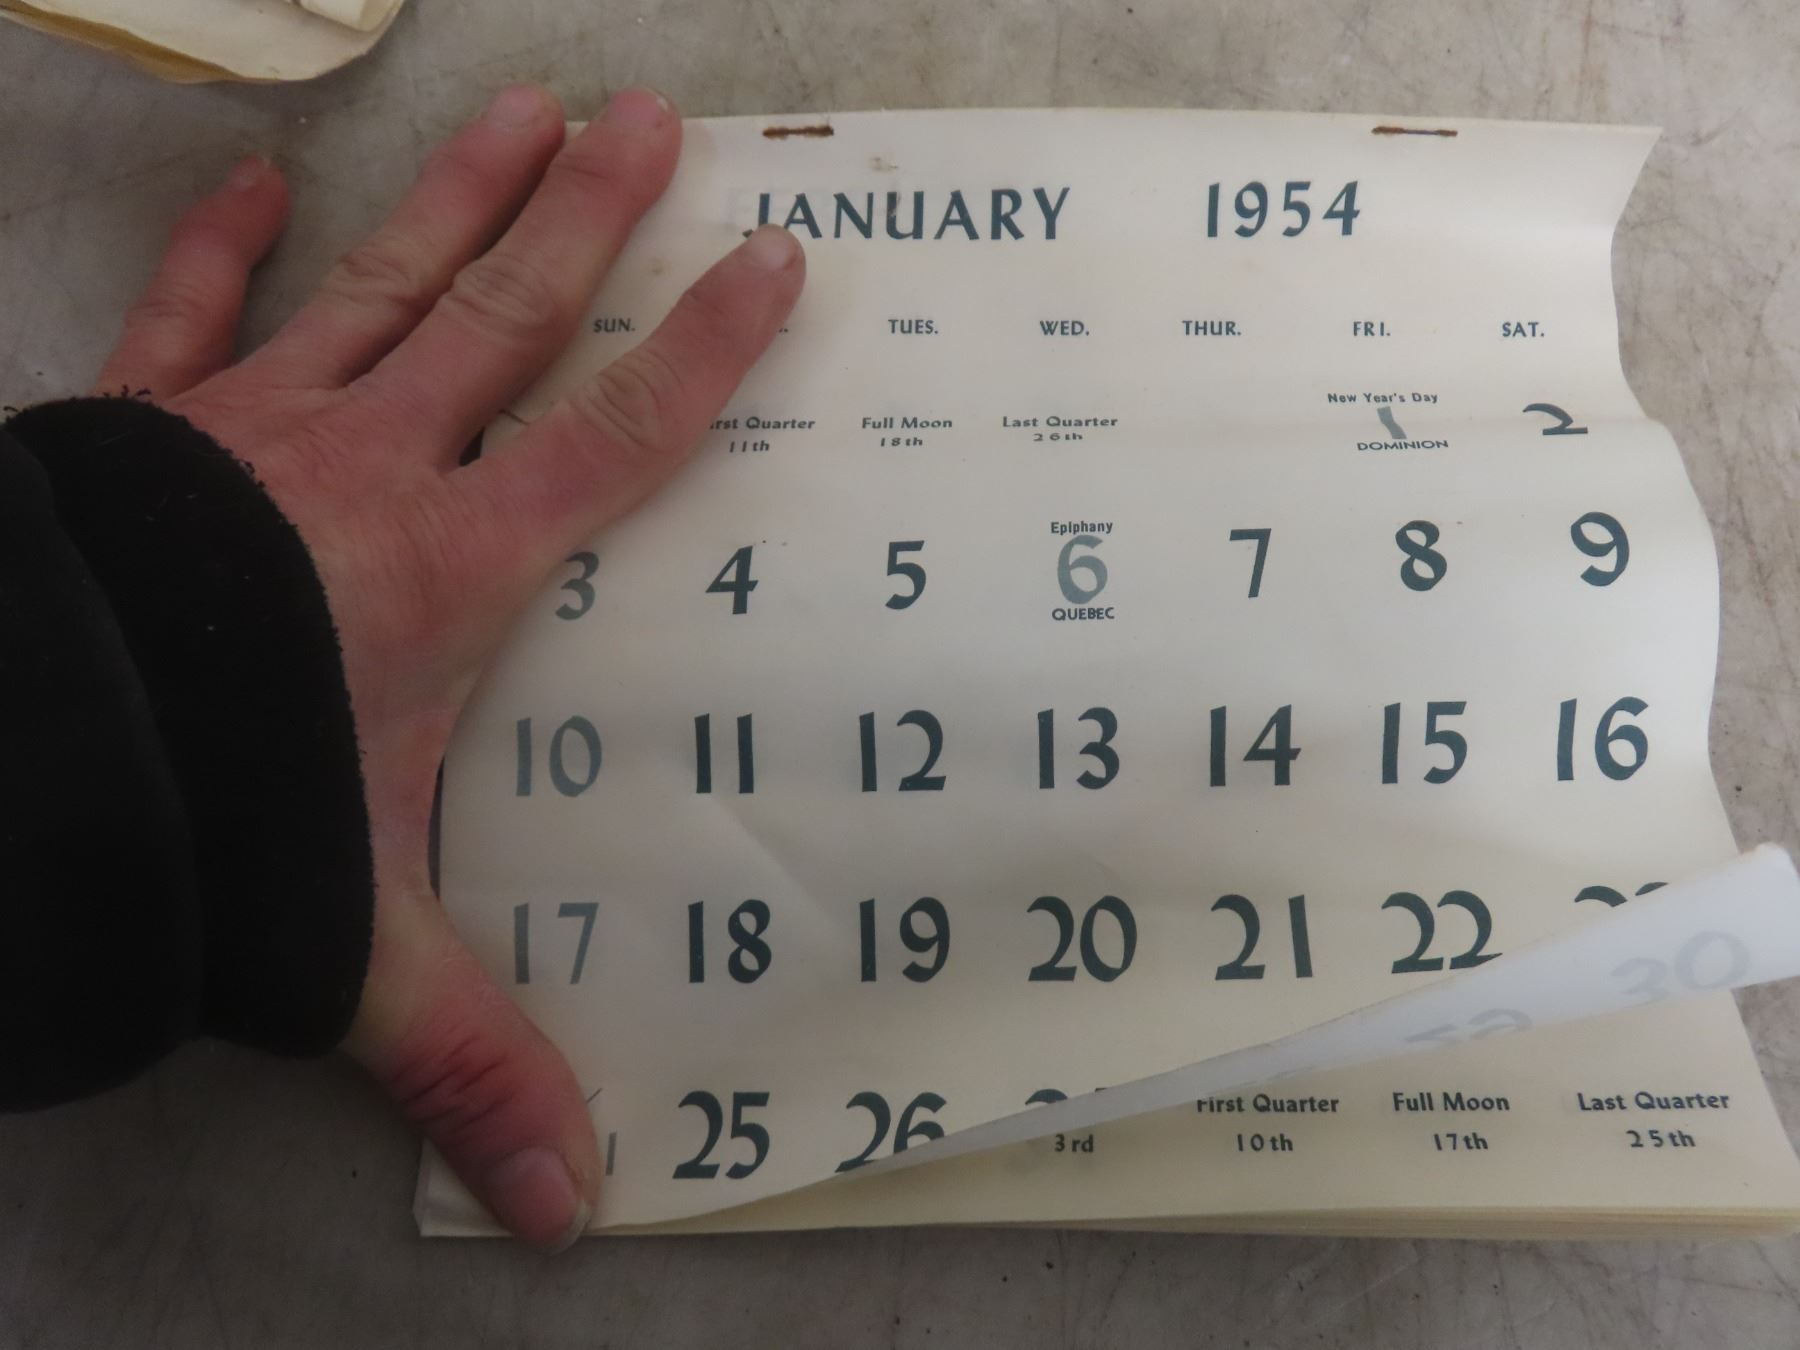 JANUARY 1954
SUN. TUES. WED. THUR. FRI. SAT.
Quarter Full Moon Last Quarter New Year's Day
11th 18th 26th 1 2
DOMINION
Epiphany
3 4 5 6 7 8 9
QUEBEC
10 11 12 13 14 15 16
17 18 19 20 21 22
30
25 26 First Quarter Full Moon Last Quarter
3rd 10th 17th 25th